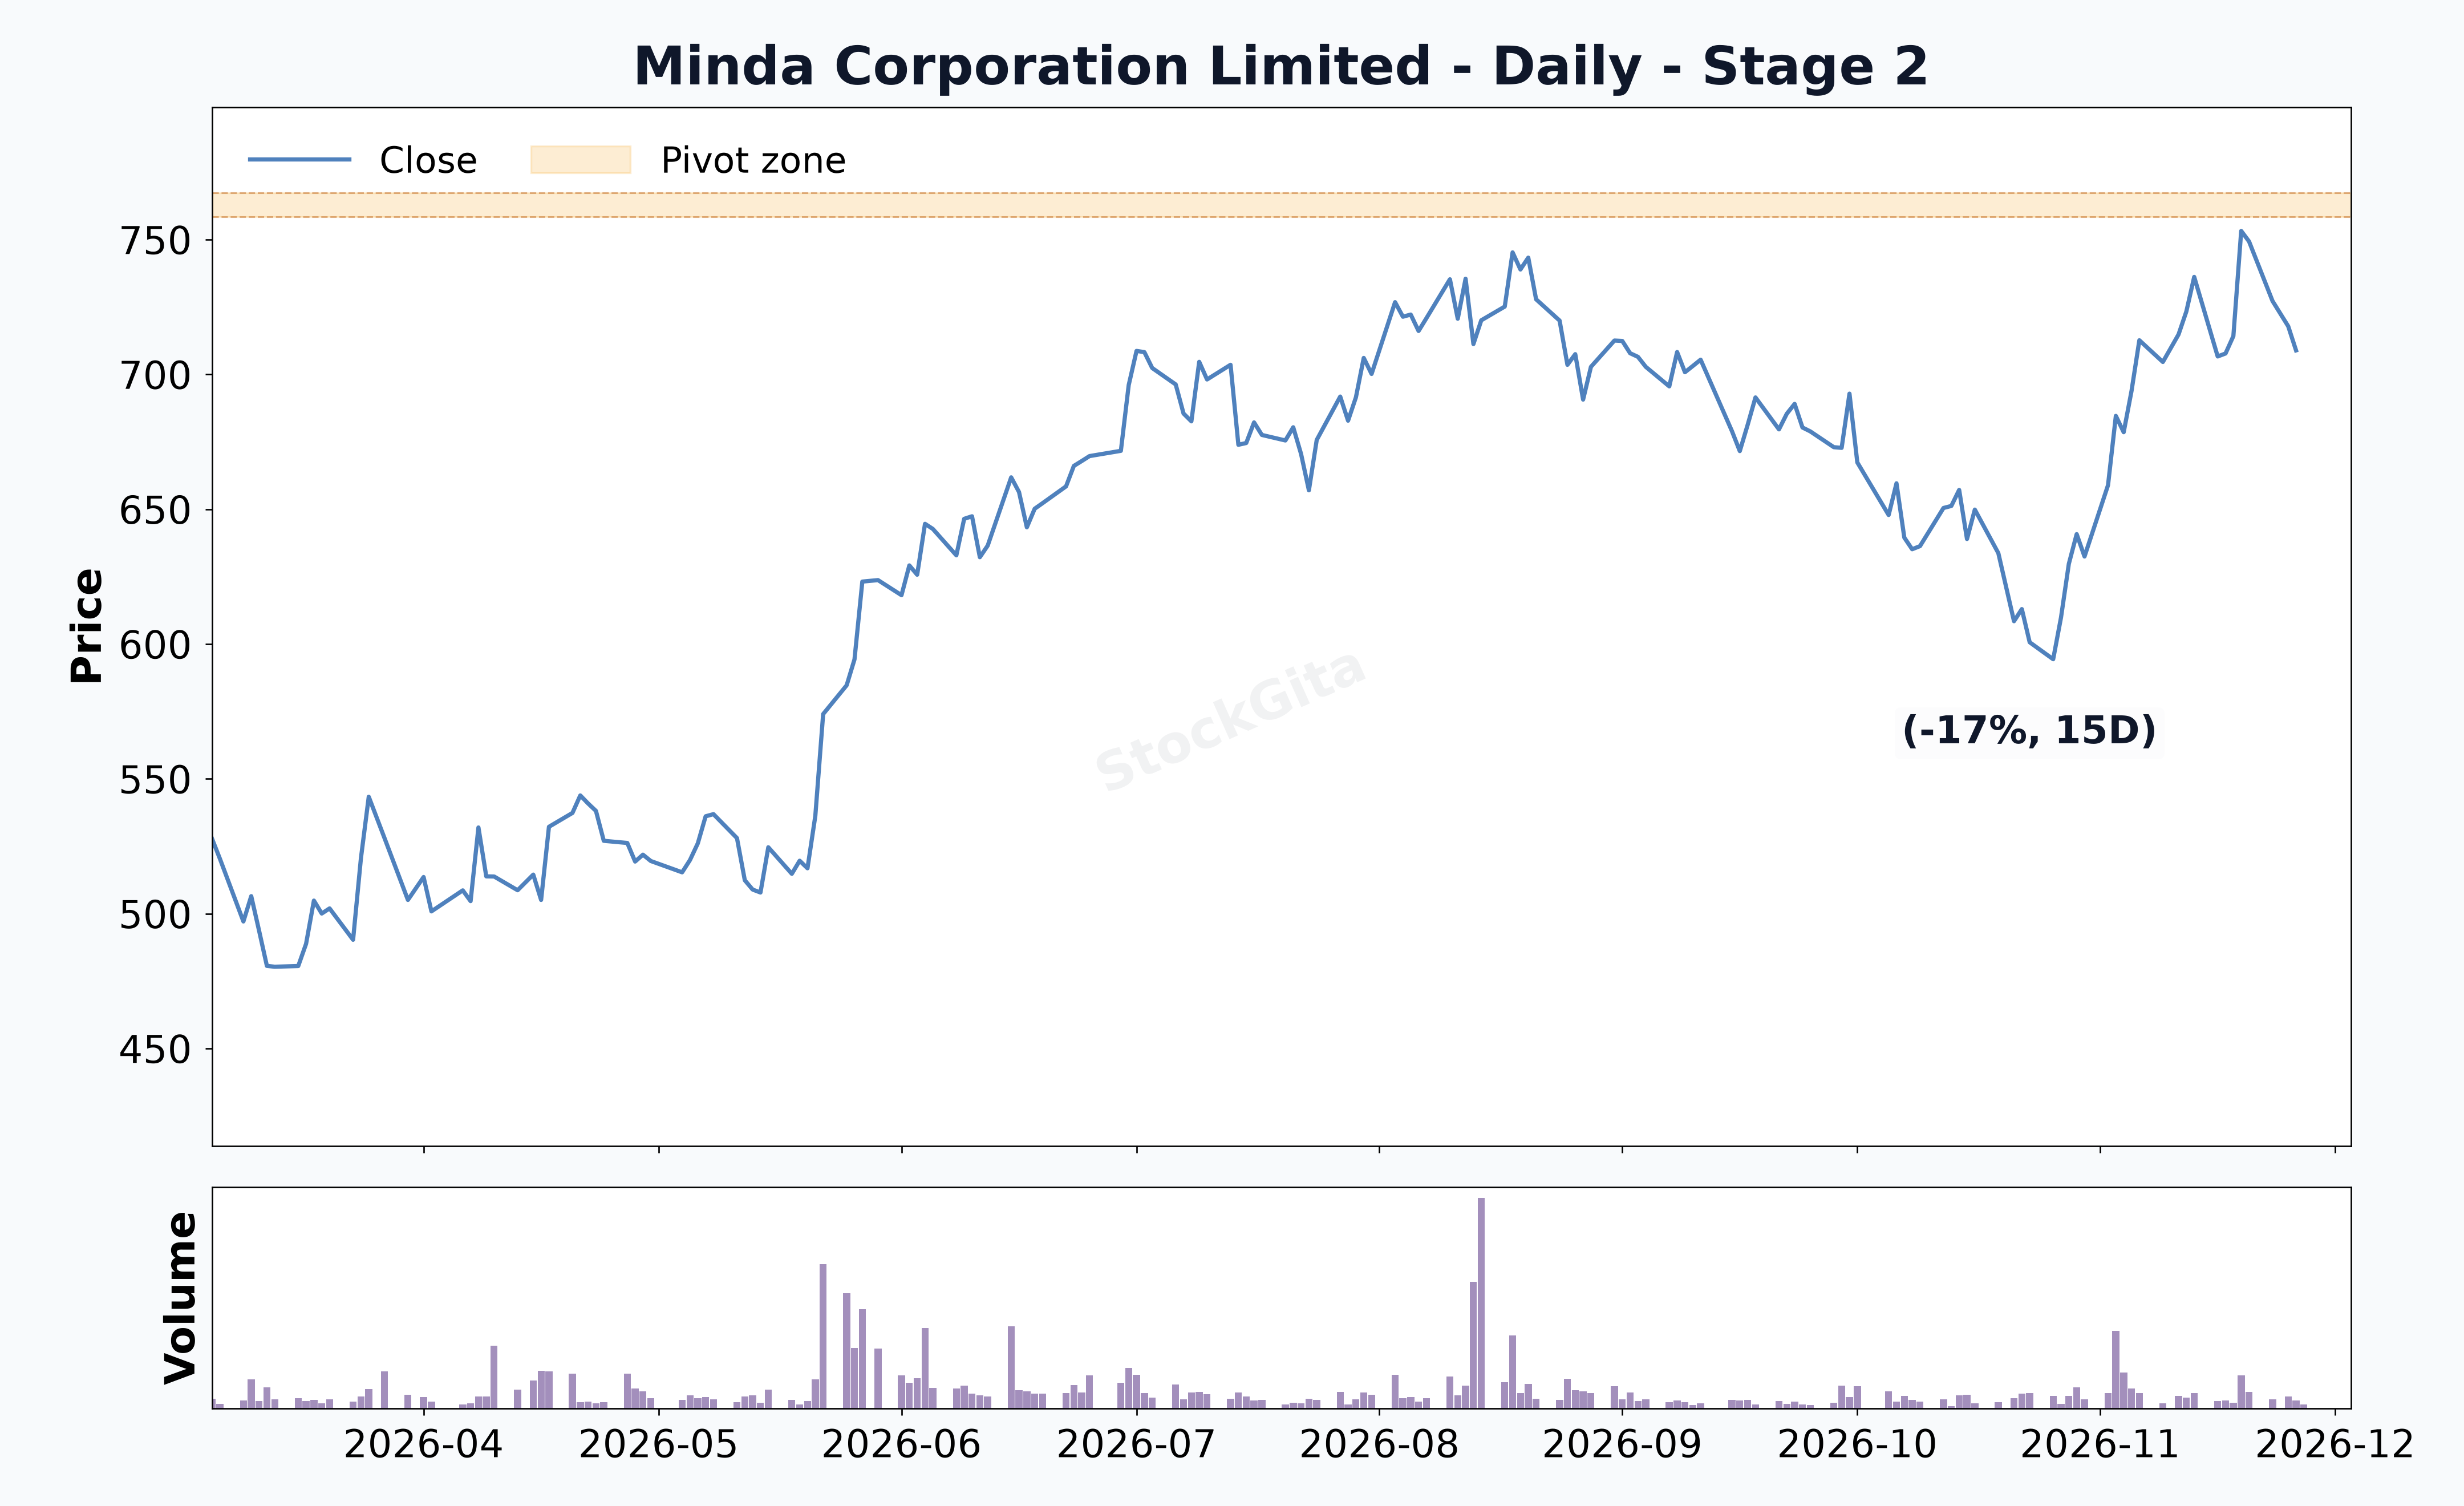 Minda Corporation Limited - Daily - Stage 2
Close
Pivot zone
750
700
650
600
550
500
450
Price
StockGita
(-17%, 15D)
Volume
2026-04
2026-05
2026-06
2026-07
2026-08
2026-09
2026-10
2026-11
2026-12